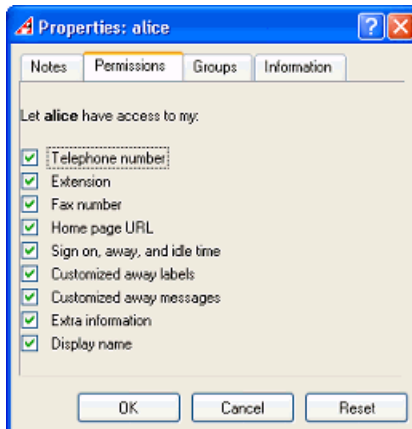 Properties: alice
Notes Permissions Groups Information
Let alice have access to my:
Telephone number
Extension
Fax number
Home page URL
Sign on, away, and idle time
Customized away labels
Customized away messages
Extra information
Display name
OK Cancel Reset